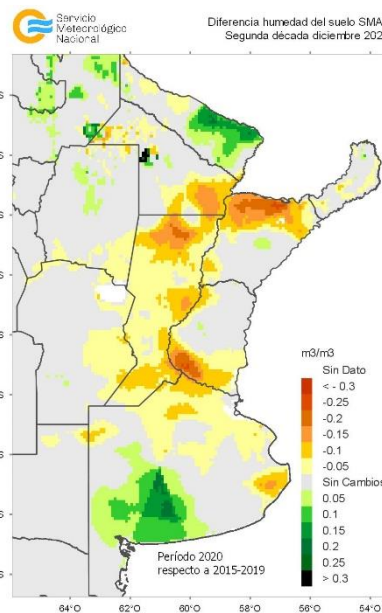 Servicio
Meteorológico
Nacional
Diferencia humedad del suelo SMA
Segunda década diciembre 202
m3/m3
Sin Dato
< - 0.3
-0.25
-0.2
-0.15
-0.1
-0.05
Sin Cambios
0.05
0.1
0.15
0.2
0.25
> 0.3
Período 2020
respecto a 2015-2019
S
S
S
S
S
S
S
S
S
64°O
62°O
60°O
58°O
56°O
54°O